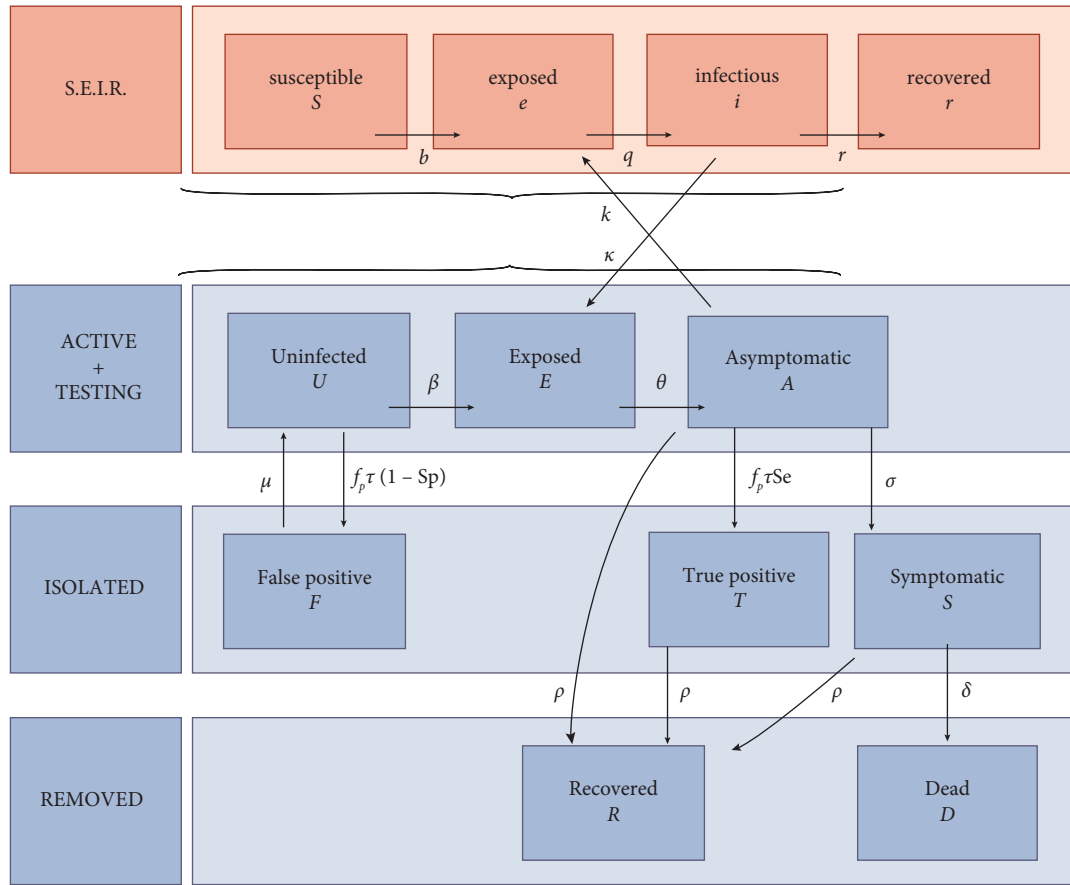 S.E.I.R.
susceptible
S
exposed
e
infectious
i
recovered
r
b
q
r
k
κ
ACTIVE
+
TESTING
Uninfected
U
Exposed
E
Asymptomatic
A
β
θ
μ
f_p τ (1 – Sp)
f_p τSe
σ
ISOLATED
False positive
F
True positive
T
Symptomatic
S
ρ
ρ
ρ
δ
REMOVED
Recovered
R
Dead
D